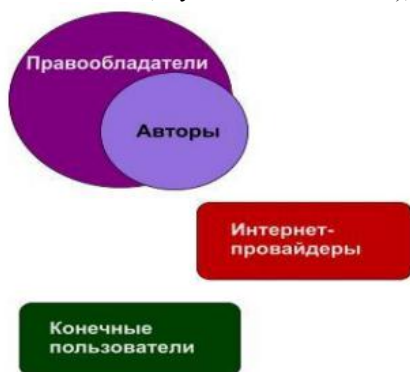 Правообладатели
Авторы
Интернет-
провайдеры
Конечные
пользователи